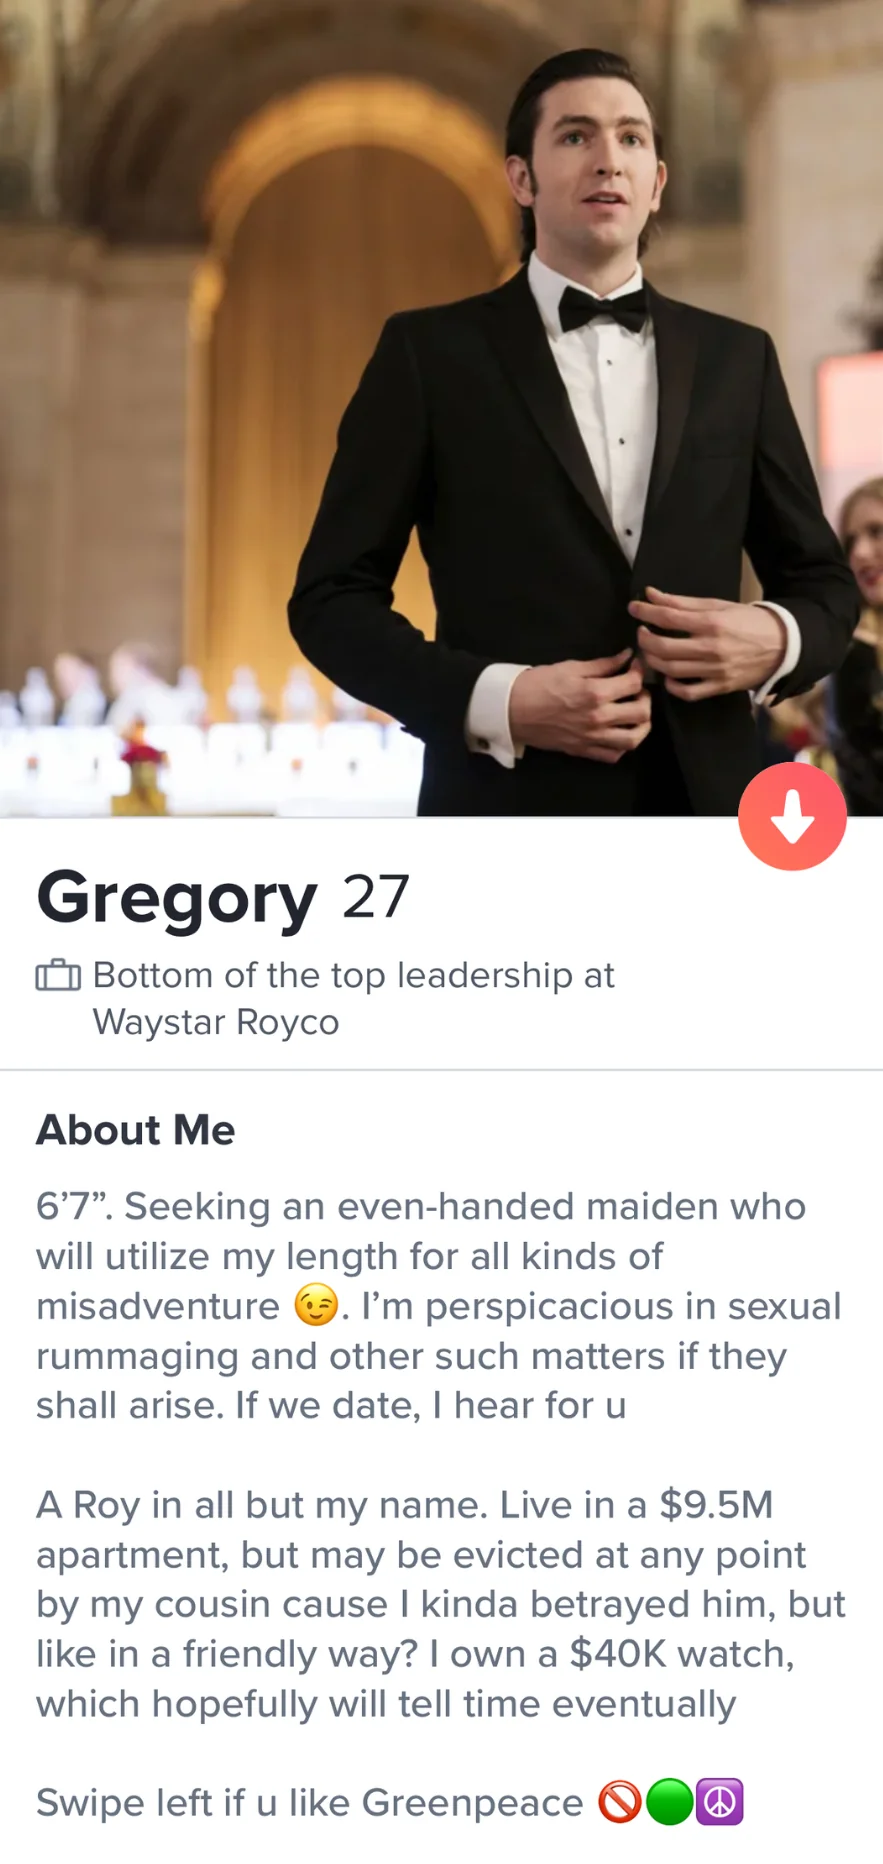 Gregory 27
Bottom of the top leadership at
Waystar Royco
About Me
6’7”. Seeking an even-handed maiden who
will utilize my length for all kinds of
misadventure 😉. I’m perspicacious in sexual
rummaging and other such matters if they
shall arise. If we date, I hear for u
A Roy in all but my name. Live in a $9.5M
apartment, but may be evicted at any point
by my cousin cause I kinda betrayed him, but
like in a friendly way? I own a $40K watch,
which hopefully will tell time eventually
Swipe left if u like Greenpeace 🚫🟢☮️